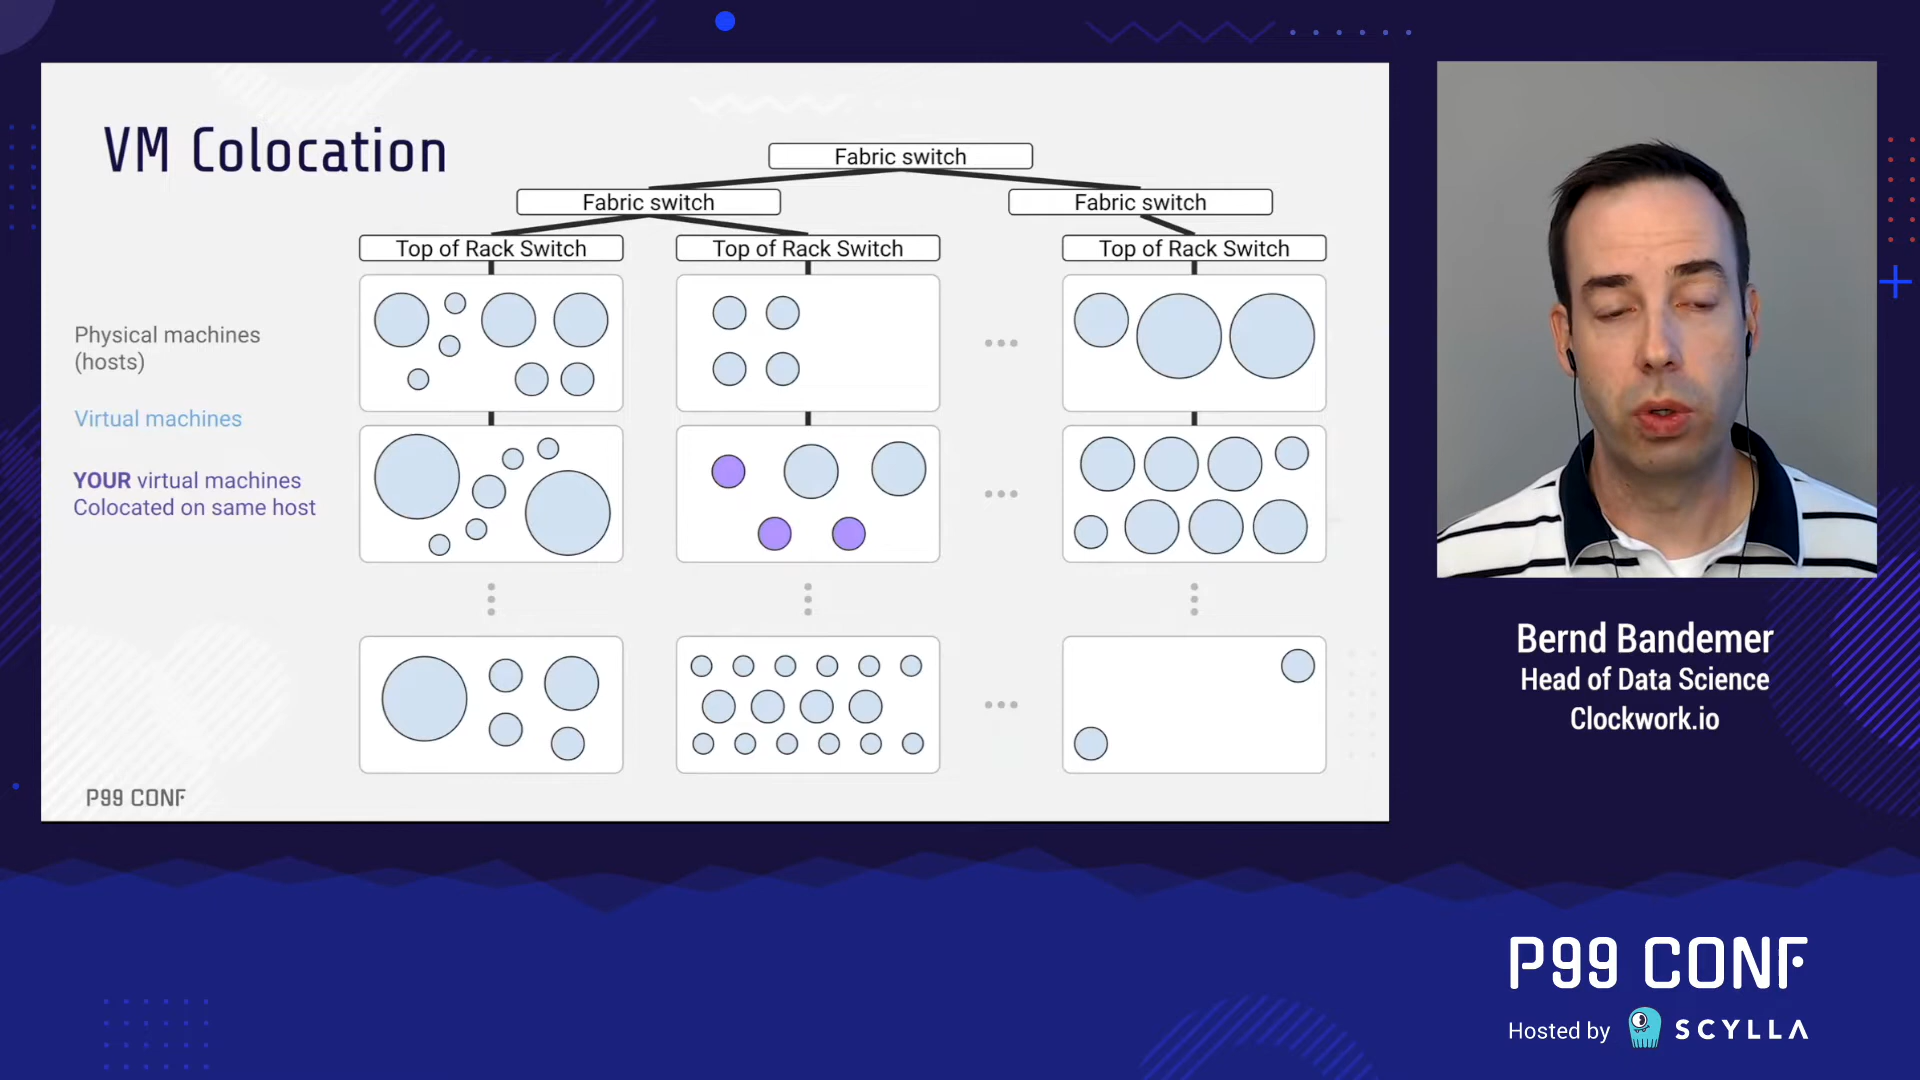 VM Colocation
Fabric switch
Fabric switch
Fabric switch
Top of Rack Switch
Top of Rack Switch
Top of Rack Switch
Physical machines
(hosts)
Virtual machines
YOUR virtual machines
Colocated on same host
P99 CONF
Bernd Bandemer
Head of Data Science
Clockwork.io
P99 CONF
Hosted by SCYLLA